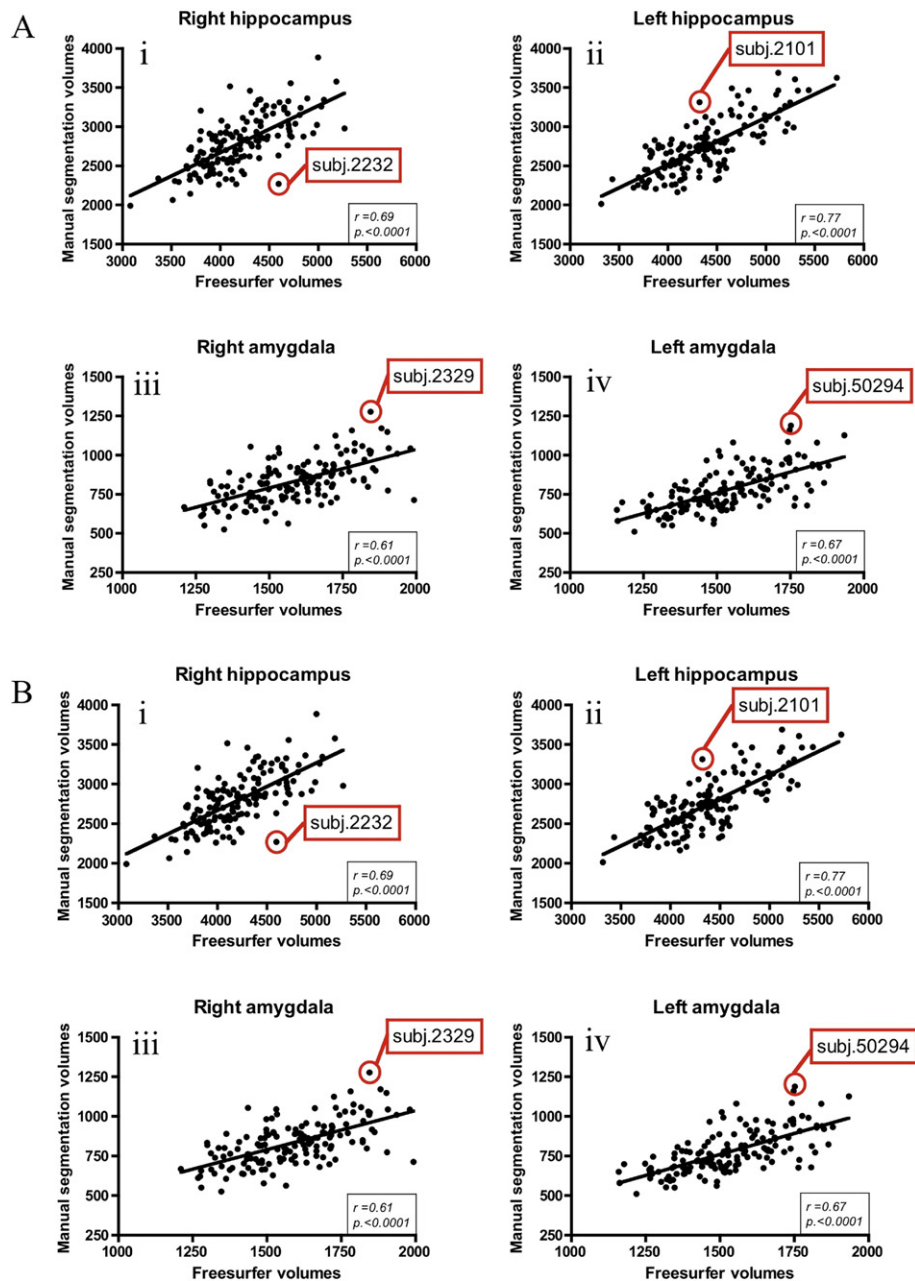 A
Right hippocampus
i
Manual segmentation volumes
4000
3500
3000
2500
2000
1500
subj.2232
r =0.69
p.<0.0001
3000 3500 4000 4500 5000 5500 6000
Freesurfer volumes
Left hippocampus
ii
subj.2101
Manual segmentation volumes
4000
3500
3000
2500
2000
1500
r =0.77
p.<0.0001
3000 3500 4000 4500 5000 5500 6000
Freesurfer volumes
Right amygdala
iii
subj.2329
Manual segmentation volumes
1500
1250
1000
750
500
250
r =0.61
p.<0.0001
1000 1250 1500 1750 2000
Freesurfer volumes
Left amygdala
iv
subj.50294
Manual segmentation volumes
1500
1250
1000
750
500
250
r =0.67
p.<0.0001
1000 1250 1500 1750 2000
Freesurfer volumes
B
Right hippocampus
i
Manual segmentation volumes
4000
3500
3000
2500
2000
1500
subj.2232
r =0.69
p.<0.0001
3000 3500 4000 4500 5000 5500 6000
Freesurfer volumes
Left hippocampus
ii
subj.2101
Manual segmentation volumes
4000
3500
3000
2500
2000
1500
r =0.77
p.<0.0001
3000 3500 4000 4500 5000 5500 6000
Freesurfer volumes
Right amygdala
iii
subj.2329
Manual segmentation volumes
1500
1250
1000
750
500
250
r =0.61
p.<0.0001
1000 1250 1500 1750 2000
Freesurfer volumes
Left amygdala
iv
subj.50294
Manual segmentation volumes
1500
1250
1000
750
500
250
r =0.67
p.<0.0001
1000 1250 1500 1750 2000
Freesurfer volumes